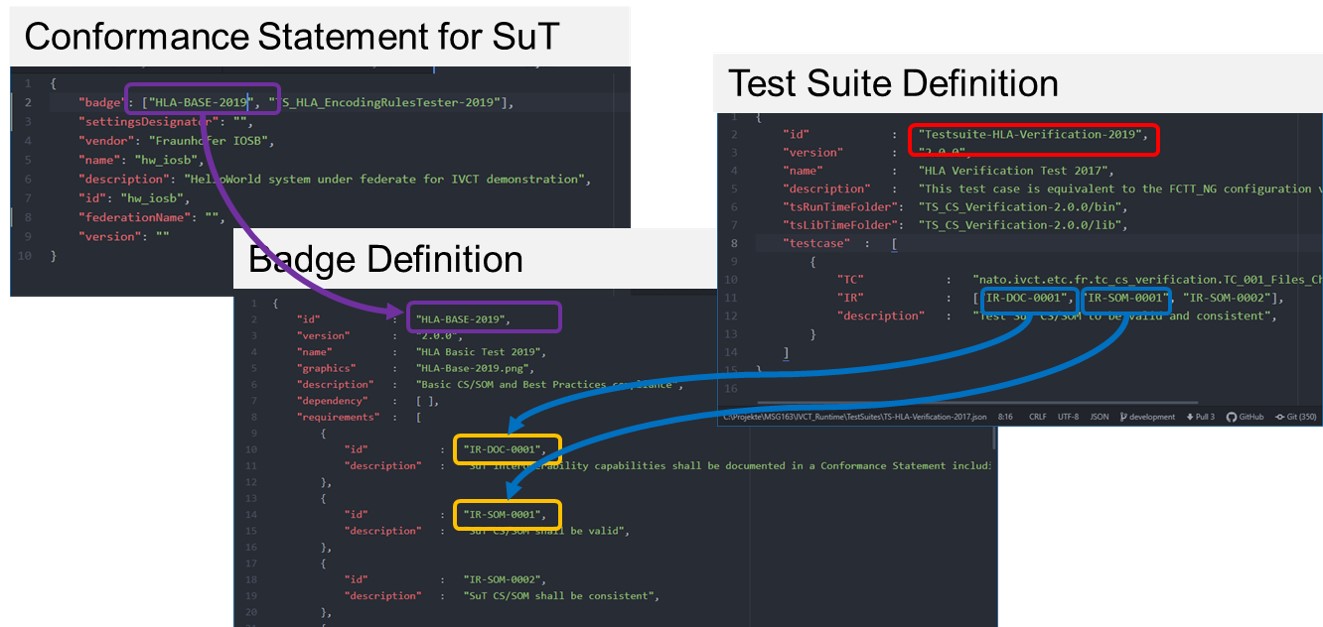 Conformance Statement for SuT
1 {
2 "badge": ["HLA-BASE-2019", "TS_HLA_EncodingRulesTester-2019"],
3 "settingsDesignator": "",
4 "vendor": "Fraunhofer IOSB",
5 "name": "hw_iosb",
6 "description": "HelloWorld system under federate for IVCT demonstration",
7 "id": "hw_iosb",
8 "federationName": "",
9 "version": ""
10 }
Test Suite Definition
1 {
2 "id" : "Testsuite-HLA-Verification-2019",
3 "version" : "2.0.0",
4 "name" : "HLA Verification Test 2017",
5 "description" : "This test case is equivalent to the FCTT_NG configuration v
6 "tsRunTimeFolder": "TS_CS_Verification-2.0.0/bin",
7 "tsLibTimeFolder": "TS_CS_Verification-2.0.0/lib",
8 "testcase" : [
9 {
10 "TC" : "nato.ivct.etc.fr.tc_cs_verification.TC_001_Files_Ch
11 "IR" : ["IR-DOC-0001", "IR-SOM-0001", "IR-SOM-0002"],
12 "description" : "Test SuT CS/SOM to be valid and consistent",
13 }
14 ]
15 }
16
C:\Projekte\MSG163\IVCT_Runtime\TestSuites\TS-HLA-Verification-2017.json 8:16 CRLF UTF-8 JSON development Pull 3 GitHub Git (350)
Badge Definition
1 {
2 "id" : "HLA-BASE-2019",
3 "version" : "2.0.0",
4 "name" : "HLA Basic Test 2019",
5 "graphics" : "HLA-Base-2019.png",
6 "description" : "Basic CS/SOM and Best Practices compliance",
7 "dependency" : [ ],
8 "requirements" : [
9 {
10 "id" : "IR-DOC-0001",
11 "description" : "SuT interoperability capabilities shall be documented in a Conformance Statement includi
12 },
13 {
14 "id" : "IR-SOM-0001",
15 "description" : "SuT CS/SOM shall be valid",
16 },
17 {
18 "id" : "IR-SOM-0002",
19 "description" : "SuT CS/SOM shall be consistent",
20 },